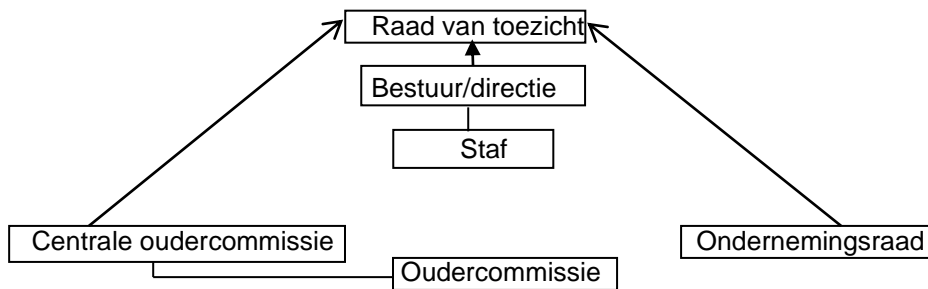 Raad van toezicht
Bestuur/directie
Staf
Centrale oudercommissie
Ondernemingsraad
Oudercommissie